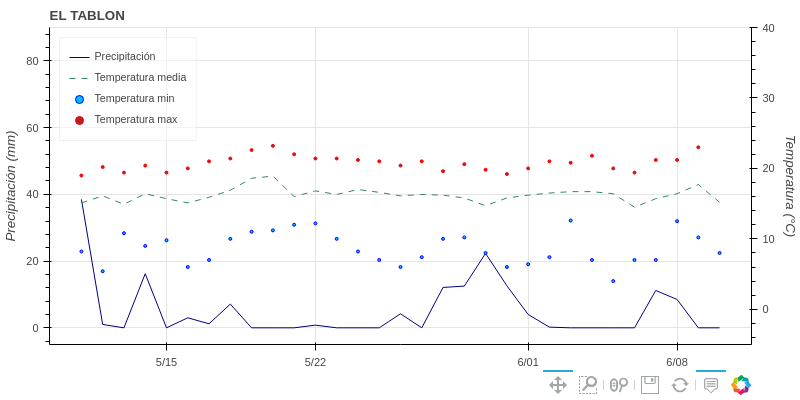 EL TABLON
Precipitación
Temperatura media
Temperatura min
Temperatura max
Precipitación (mm)
80
60
40
20
0
40
30
20
10
0
Temperatura (°C)
5/15
5/22
6/01
6/08